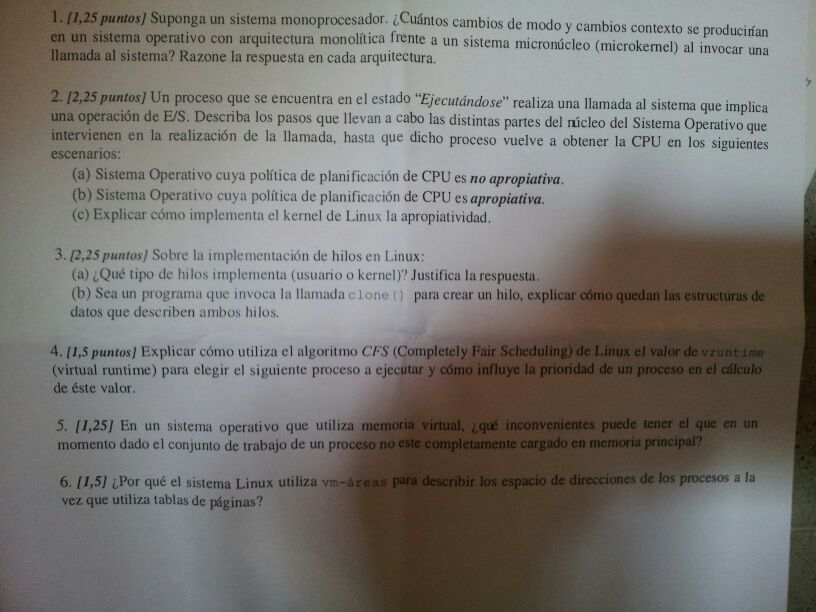 1. [1,25 puntos] Suponga un sistema monoprocesador. ¿Cuántos cambios de modo y cambios contexto se producirían
en un sistema operativo con arquitectura monolítica frente a un sistema micronúcleo (microkernel) al invocar una
llamada al sistema? Razone la respuesta en cada arquitectura.
2. [2,25 puntos] Un proceso que se encuentra en el estado “Ejecutándose” realiza una llamada al sistema que implica
una operación de E/S. Describa los pasos que llevan a cabo las distintas partes del núcleo del Sistema Operativo que
intervienen en la realización de la llamada, hasta que dicho proceso vuelve a obtener la CPU en los siguientes
escenarios:
(a) Sistema Operativo cuya política de planificación de CPU es no apropiativa.
(b) Sistema Operativo cuya política de planificación de CPU es apropiativa.
(c) Explicar cómo implementa el kernel de Linux la apropiatividad.
3. [2,25 puntos] Sobre la implementación de hilos en Linux:
(a) ¿Qué tipo de hilos implementa (usuario o kernel)? Justifica la respuesta.
(b) Sea un programa que invoca la llamada clone() para crear un hilo, explicar cómo quedan las estructuras de
datos que describen ambos hilos.
4. [1,5 puntos] Explicar cómo utiliza el algoritmo CFS (Completely Fair Scheduling) de Linux el valor de vruntime
(virtual runtime) para elegir el siguiente proceso a ejecutar y cómo influye la prioridad de un proceso en el cálculo
de éste valor.
5. [1,25] En un sistema operativo que utiliza memoria virtual, ¿qué inconvenientes puede tener el que en un
momento dado el conjunto de trabajo de un proceso no este completamente cargado en memoria principal?
6. [1,5] ¿Por qué el sistema Linux utiliza vm-áreas para describir los espacio de direcciones de los procesos a la
vez que utiliza tablas de páginas?